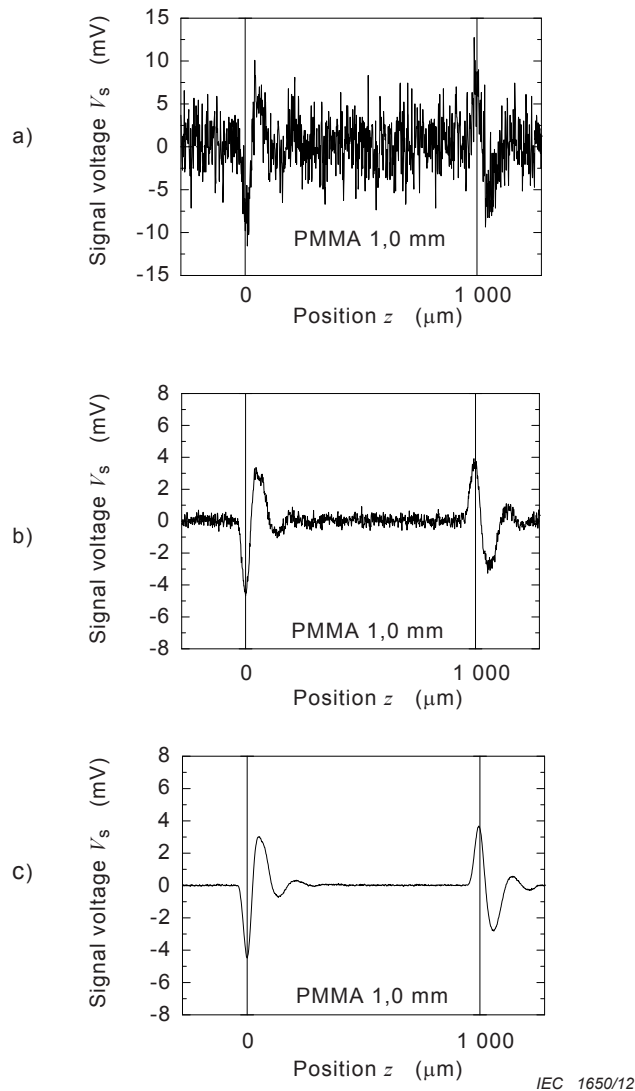 a)
Signal voltage Vs (mV)
15
10
5
0
-5
-10
-15
PMMA 1,0 mm
0
1 000
Position z (μm)
b)
Signal voltage Vs (mV)
8
6
4
2
0
-2
-4
-6
-8
PMMA 1,0 mm
0
1 000
Position z (μm)
c)
Signal voltage Vs (mV)
8
6
4
2
0
-2
-4
-6
-8
PMMA 1,0 mm
0
1 000
Position z (μm)
IEC 1650/12